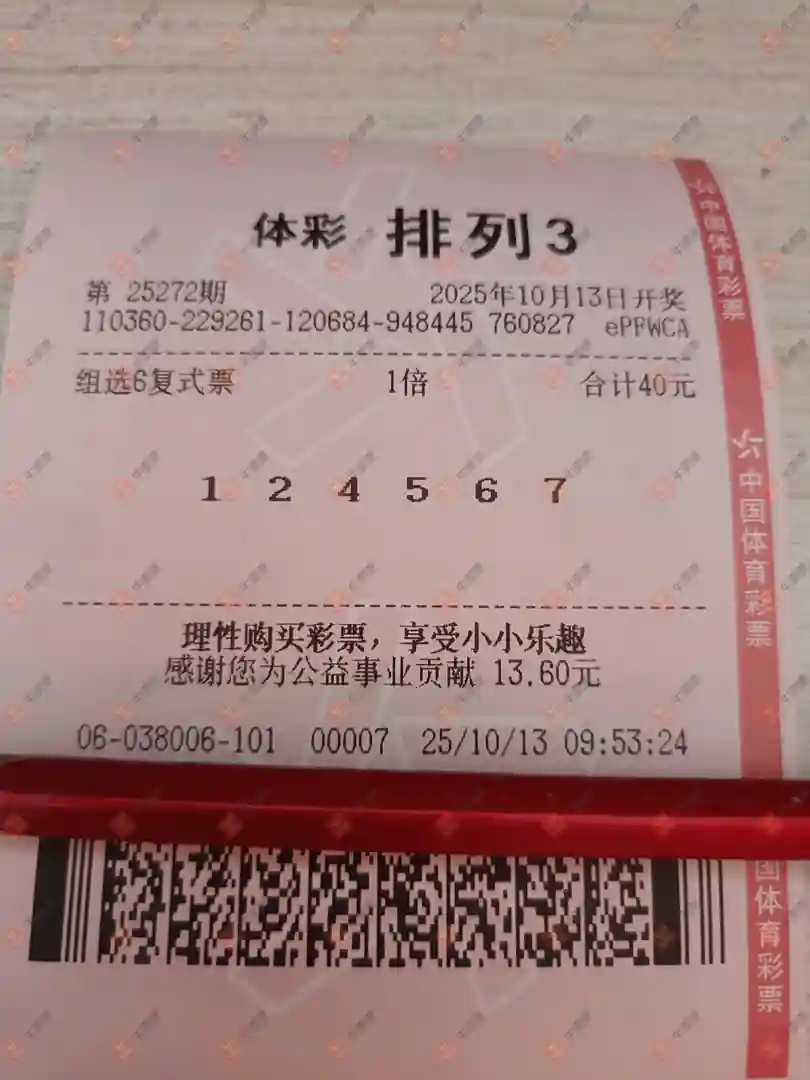 体彩 排列3
第 25272期 2025年10月13日开奖
110360-229261-120684-948445 760827 ePFWCA
组选6复式票 1倍 合计40元
1 2 4 5 6 7
理性购买彩票，享受小小乐趣
感谢您为公益事业贡献 13.60元
06-038006-101 00007 25/10/13 09:53:24
中国体育彩票
中国体育彩票
国体育彩票